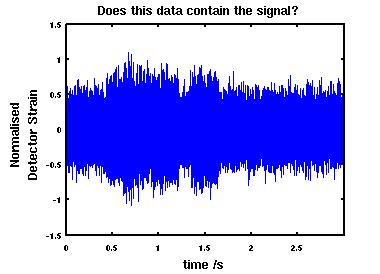 Does this data contain the signal?
1.5
1
0.5
0
-0.5
-1
-1.5
Normalised
Detector Strain
0 0.5 1 1.5 2 2.5
time /s